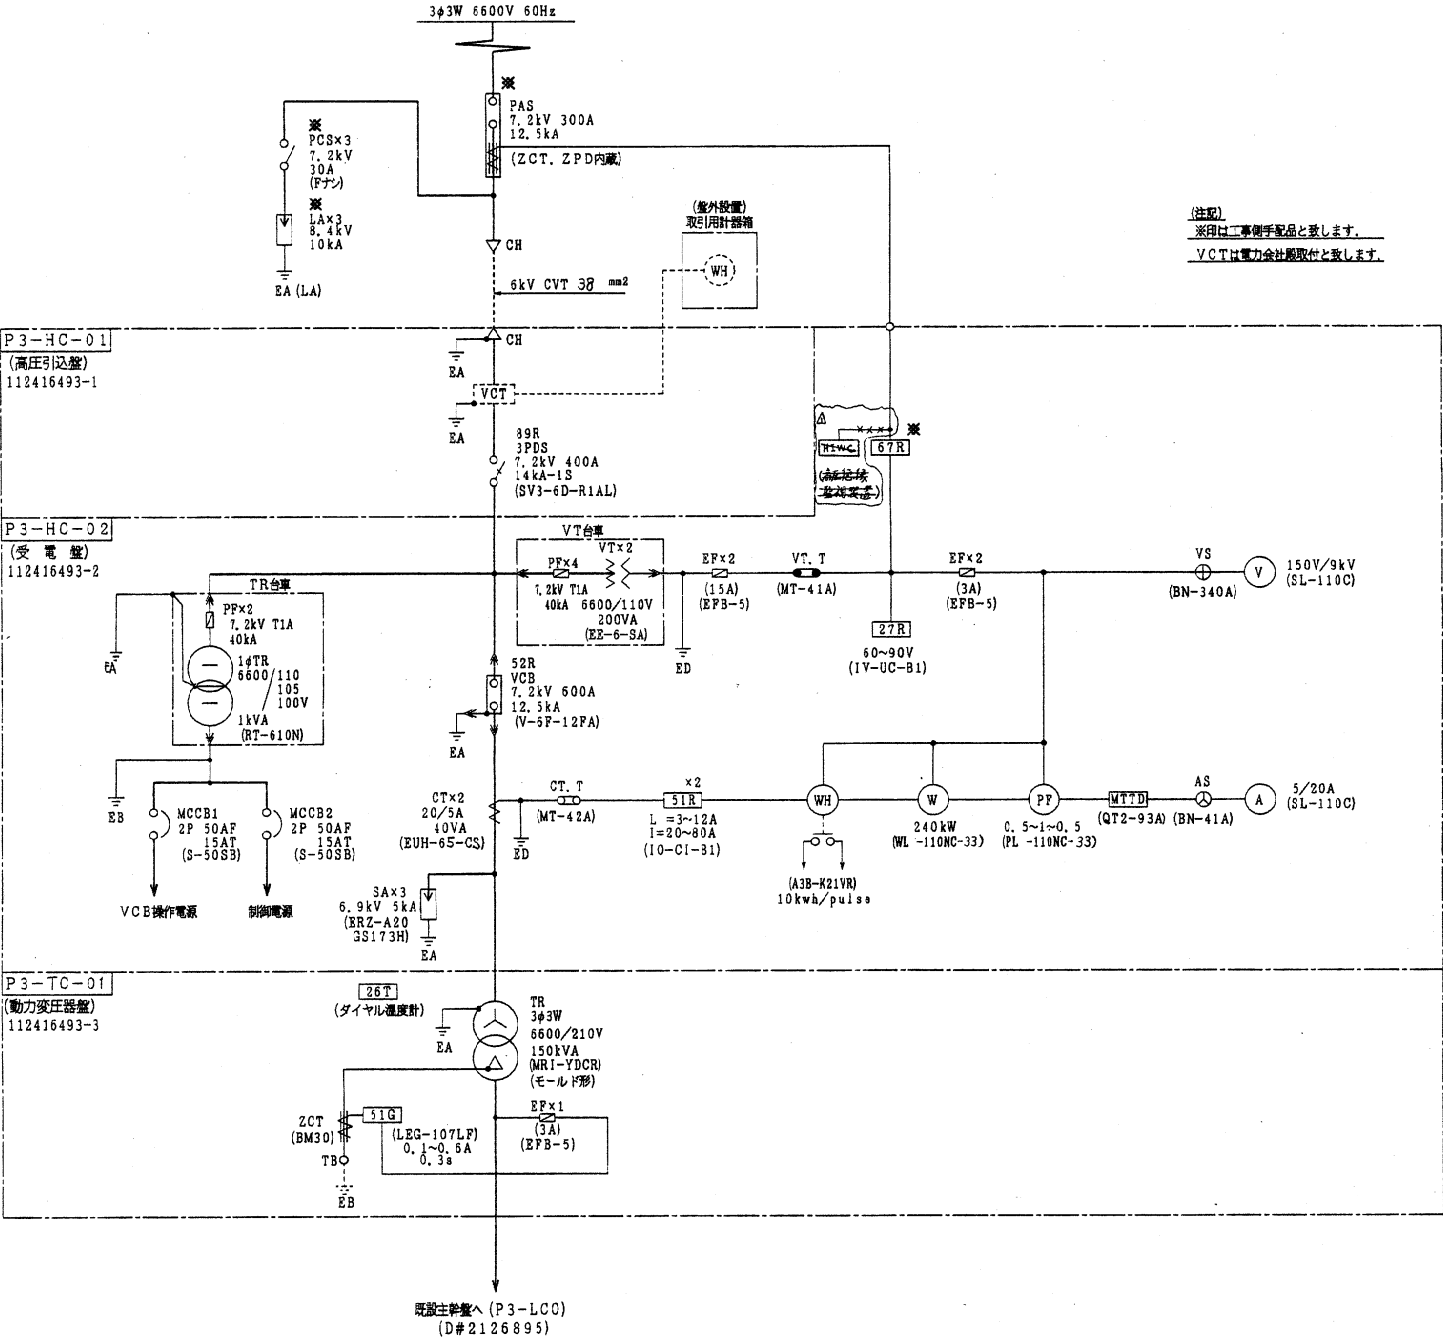 3φ3W 6600V 60Hz
※
PAS
7.2kV 300A
12.5kA
(ZCT. ZPD内蔵)
※
PCS×3
7.2kV
30A
(Fナシ)
※
LA×3
8.4kV
10kA
EA(LA)
CH
6kV CVT 38 mm2
(盤外設置)
取引用計器箱
WH
(注記)
※印は工事側手配品と致します.
VCTは電力会社殿取付と致します.
P3-HC-01
(高圧引込盤)
112416493-1
CH
EA
VCT
EA
89R
3PDS
7.2kV 400A
14kA-1S
(SV3-6D-R1AL)
67R
※
P3-HC-02
(受 電 盤)
112416493-2
VT台車
VT×2
PF×4
7.2kV T1A
40kA
6600/110V
200VA
(EE-6-SA)
EF×2
(15A)
(EFB-5)
VT. T
(MT-41A)
EF×2
(3A)
(EFB-5)
VS
(BN-340A)
V
150V/9kV
(SL-110C)
ED
27R
60~90V
(IV-UC-B1)
TR台車
PF×2
7.2kV T1A
40kA
EA
1φTR
6600/110
105
100V
1kVA
(RT-610N)
52R
VCB
7.2kV 600A
12.5kA
(V-6F-12FA)
EA
EB
MCCB1
2P 50AF
15AT
(S-50SB)
MCCB2
2P 50AF
15AT
(S-50SB)
VCB操作電源
制御電源
CT×2
20/5A
40VA
(EUH-65-CS)
ED
CT. T
(MT-42A)
×2
51R
L =3~12A
I=20~80A
(IO-CI-B1)
WH
W
240kW
(WL -110NC-33)
PF
0.5~1~0.5
(PL -110NC-33)
MTTD
(QT2-93A)
AS
(BN-41A)
A
5/20A
(SL-110C)
(A3B-K21VR)
10kwh/pulse
SA×3
6.9kV 5kA
(ERZ-A20
GS173H)
EA
P3-TC-01
(動力変圧器盤)
112416493-3
26T
(ダイヤル温度計)
EA
TR
3φ3W
6600/210V
150kVA
(MRI-YDCR)
(モールド形)
ZCT
(BM30)
51G
(LEG-107LF)
0.1~0.6A
0.3s
EF×1
(3A)
(EFB-5)
TB
EB
既設主幹盤へ(P3-LCC)
(D#2126895)